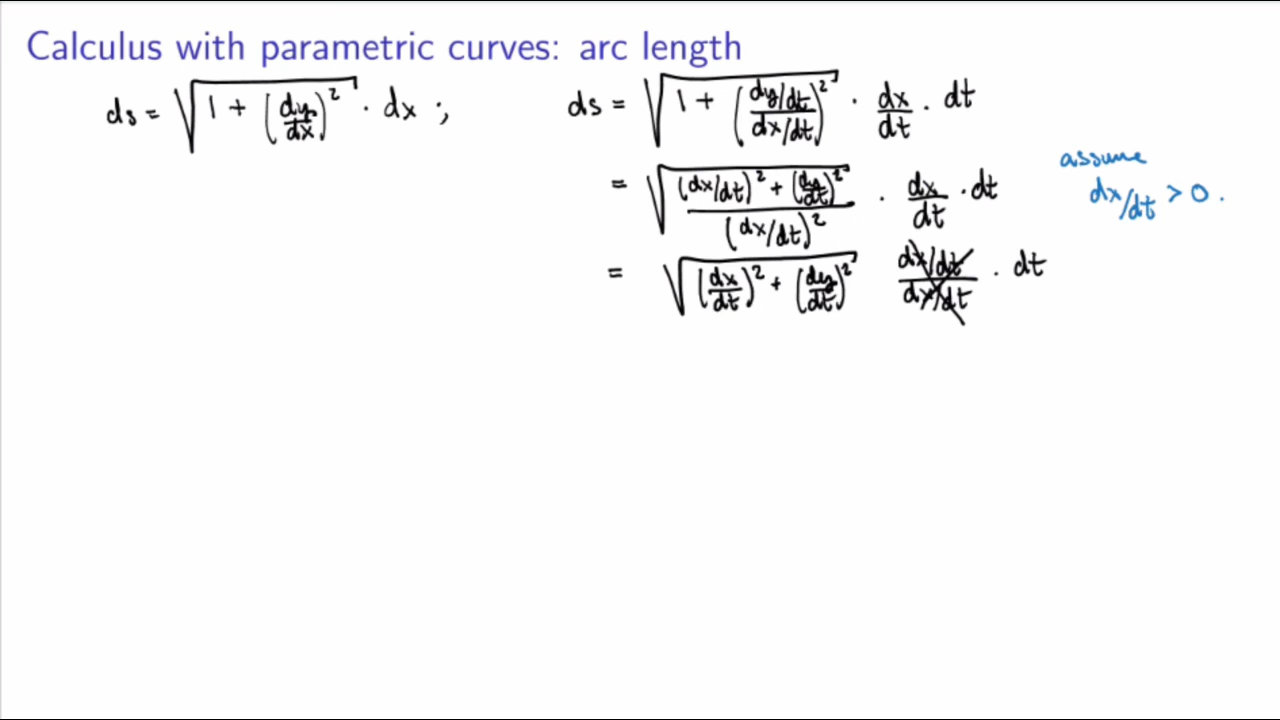 Calculus with parametric curves: arc length
ds = √(1 + (dy/dx)²) · dx ;
ds = √(1 + ((dy/dt)/(dx/dt))²) · dx/dt · dt
= √(((dx/dt)² + (dy/dt)²)/(dx/dt)²) · dx/dt · dt
assume
dx/dt > 0 .
= √((dx/dt)² + (dy/dt)²) (dx/dt)/(dx/dt) · dt